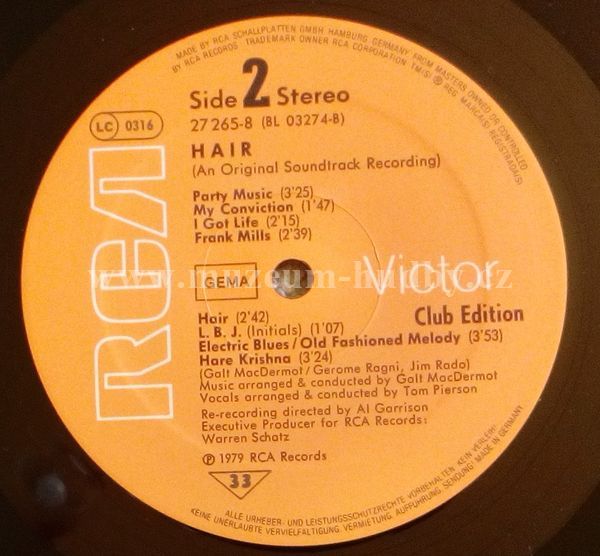 MADE BY RCA SCHALLPLATTEN GMBH HAMBURG GERMANY, FROM MASTERS OWNED OR CONTROLLED
BY RCA RECORDS TRADEMARK OWNER RCA CORPORATION TM(S) ® REG MARCA(S) REGISTRADA(S)
Side 2 Stereo
27 265-8 (BL 03274-B)
LC 0316
HAIR
(An Original Soundtrack Recording)
Party Music (3'25)
My Conviction (1'47)
I Got Life (2'15)
Frank Mills (2'39)
RCA
www.muzeum-hudby.cz
GEMA
Victor
Hair (2'42)
Club Edition
L. B. J. (Initials) (1'07)
Electric Blues/Old Fashioned Melody (3'53)
Hare Krishna (3'24)
(Galt MacDermot/Gerome Ragni, Jim Rado)
Music arranged & conducted by Galt MacDermot
Vocals arranged & conducted by Tom Pierson
Re-recording directed by Al Garrison
Executive Producer for RCA Records:
Warren Schatz
℗ 1979 RCA Records
33
ALLE URHEBER- UND LEISTUNGSSCHUTZRECHTE VORBEHALTEN KEIN VERLEIH!
KEINE UNERLAUBTE VERVIELFÄLTIGUNG, VERMIETUNG, AUFFÜHRUNG, SENDUNG! MADE IN GERMANY